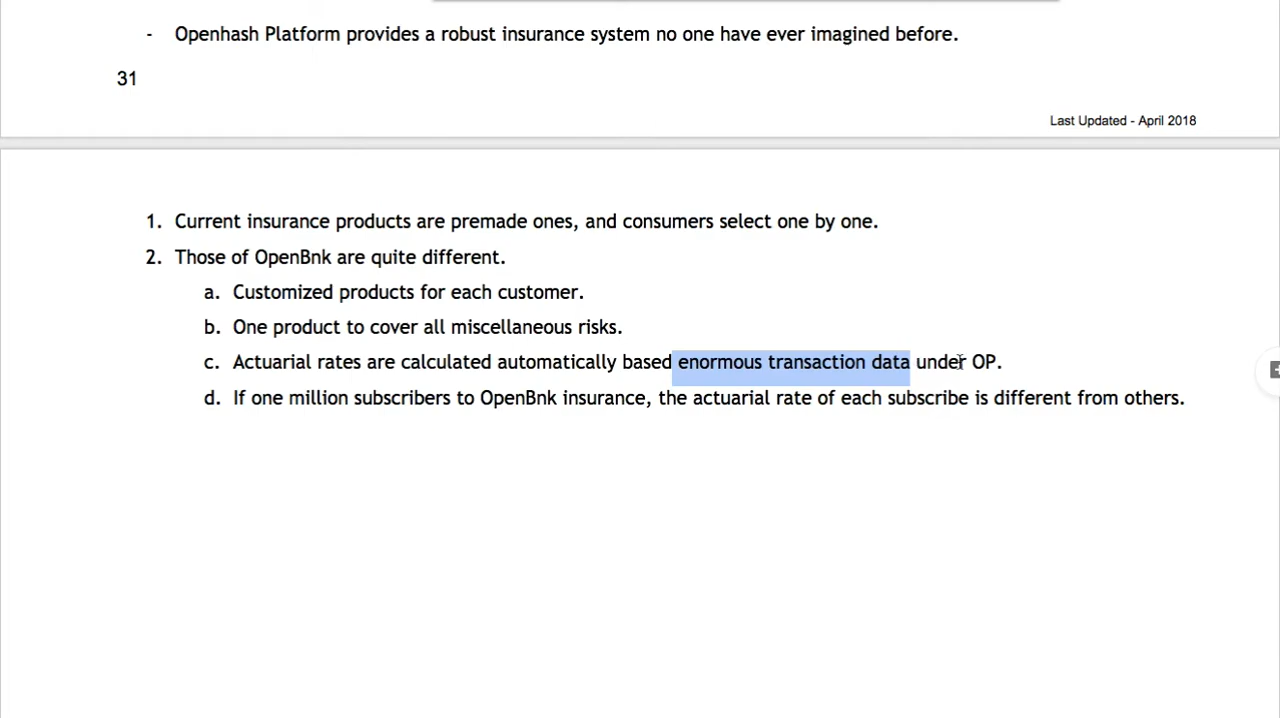 - Openhash Platform provides a robust insurance system no one have ever imagined before.
31
Last Updated - April 2018
1. Current insurance products are premade ones, and consumers select one by one.
2. Those of OpenBnk are quite different.
a. Customized products for each customer.
b. One product to cover all miscellaneous risks.
c. Actuarial rates are calculated automatically based enormous transaction data under OP.
d. If one million subscribers to OpenBnk insurance, the actuarial rate of each subscribe is different from others.